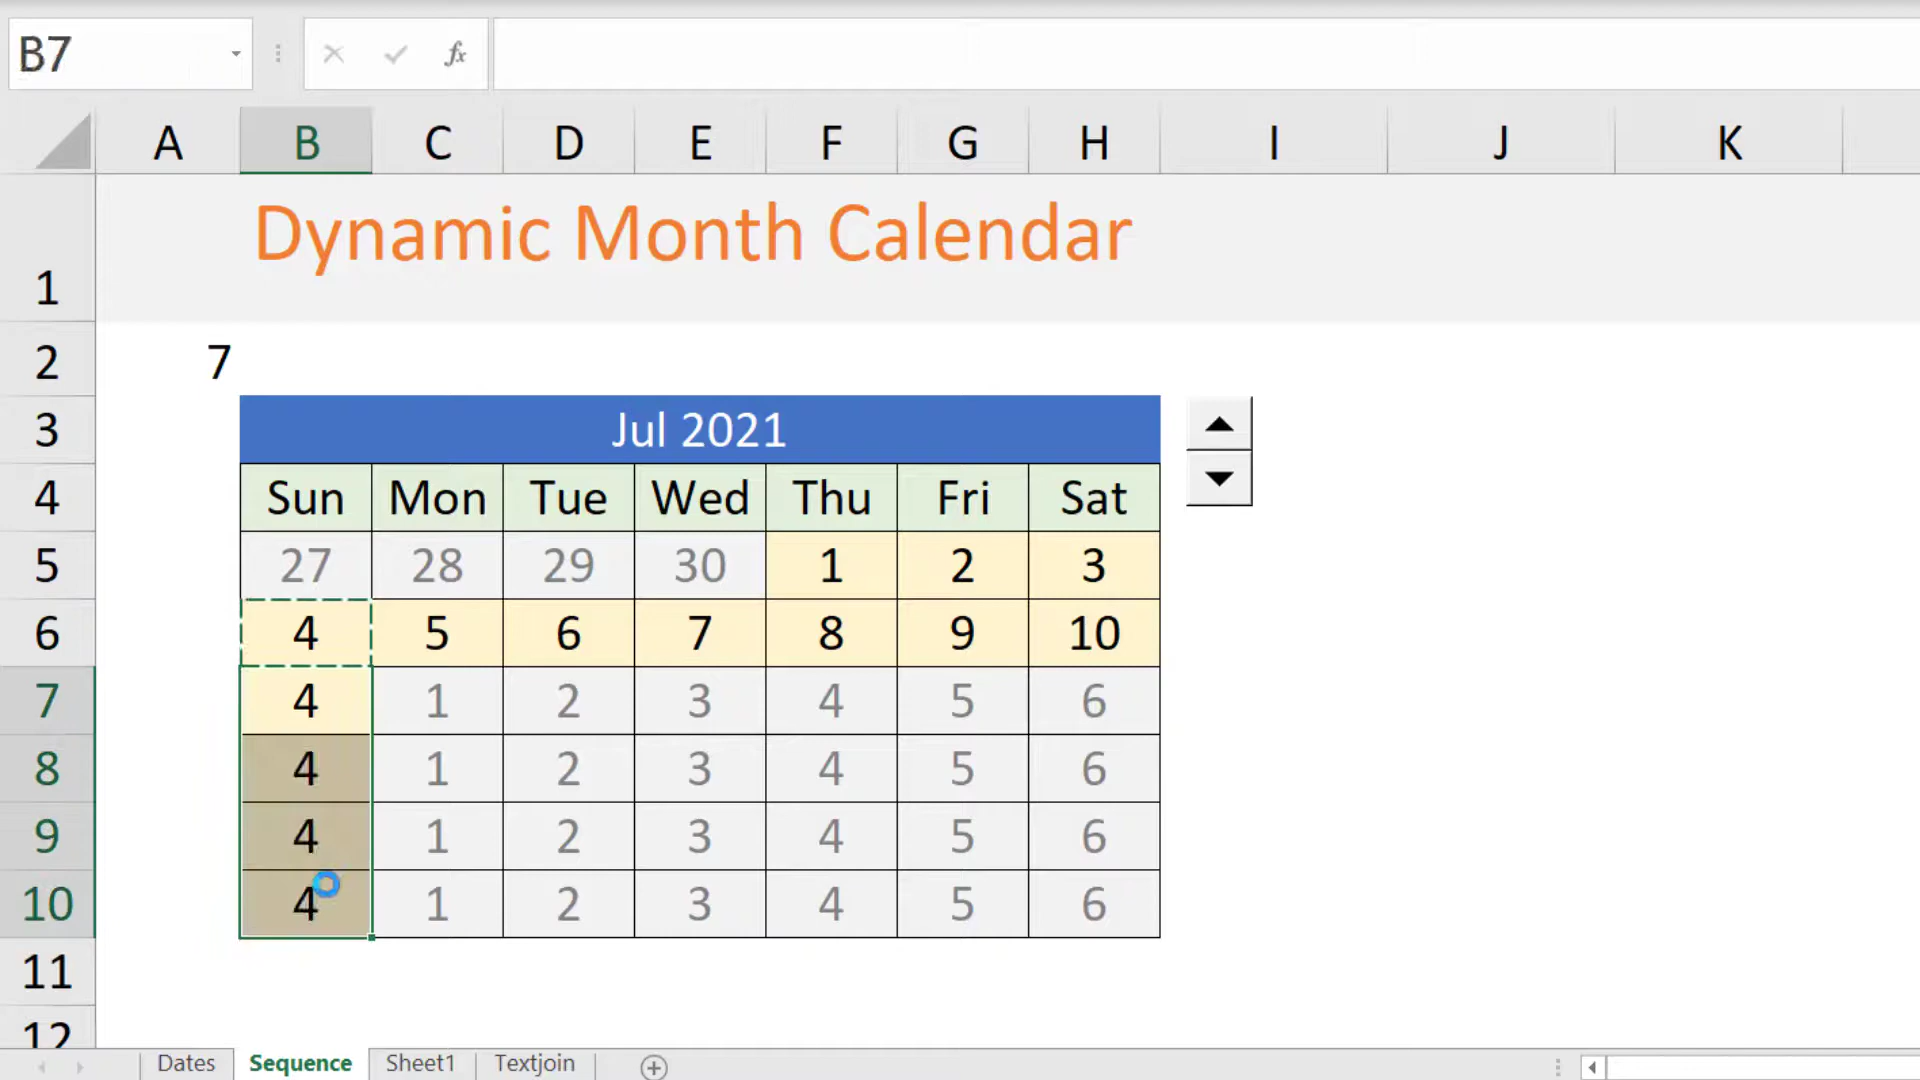 B7 fx
A B C D E F G H I J K
1 Dynamic Month Calendar
2 7
3 Jul 2021
4 Sun Mon Tue Wed Thu Fri Sat
5 27 28 29 30 1 2 3
6 4 5 6 7 8 9 10
7 4 1 2 3 4 5 6
8 4 1 2 3 4 5 6
9 4 1 2 3 4 5 6
10 4 1 2 3 4 5 6
11
12
Dates Sequence Sheet1 Textjoin